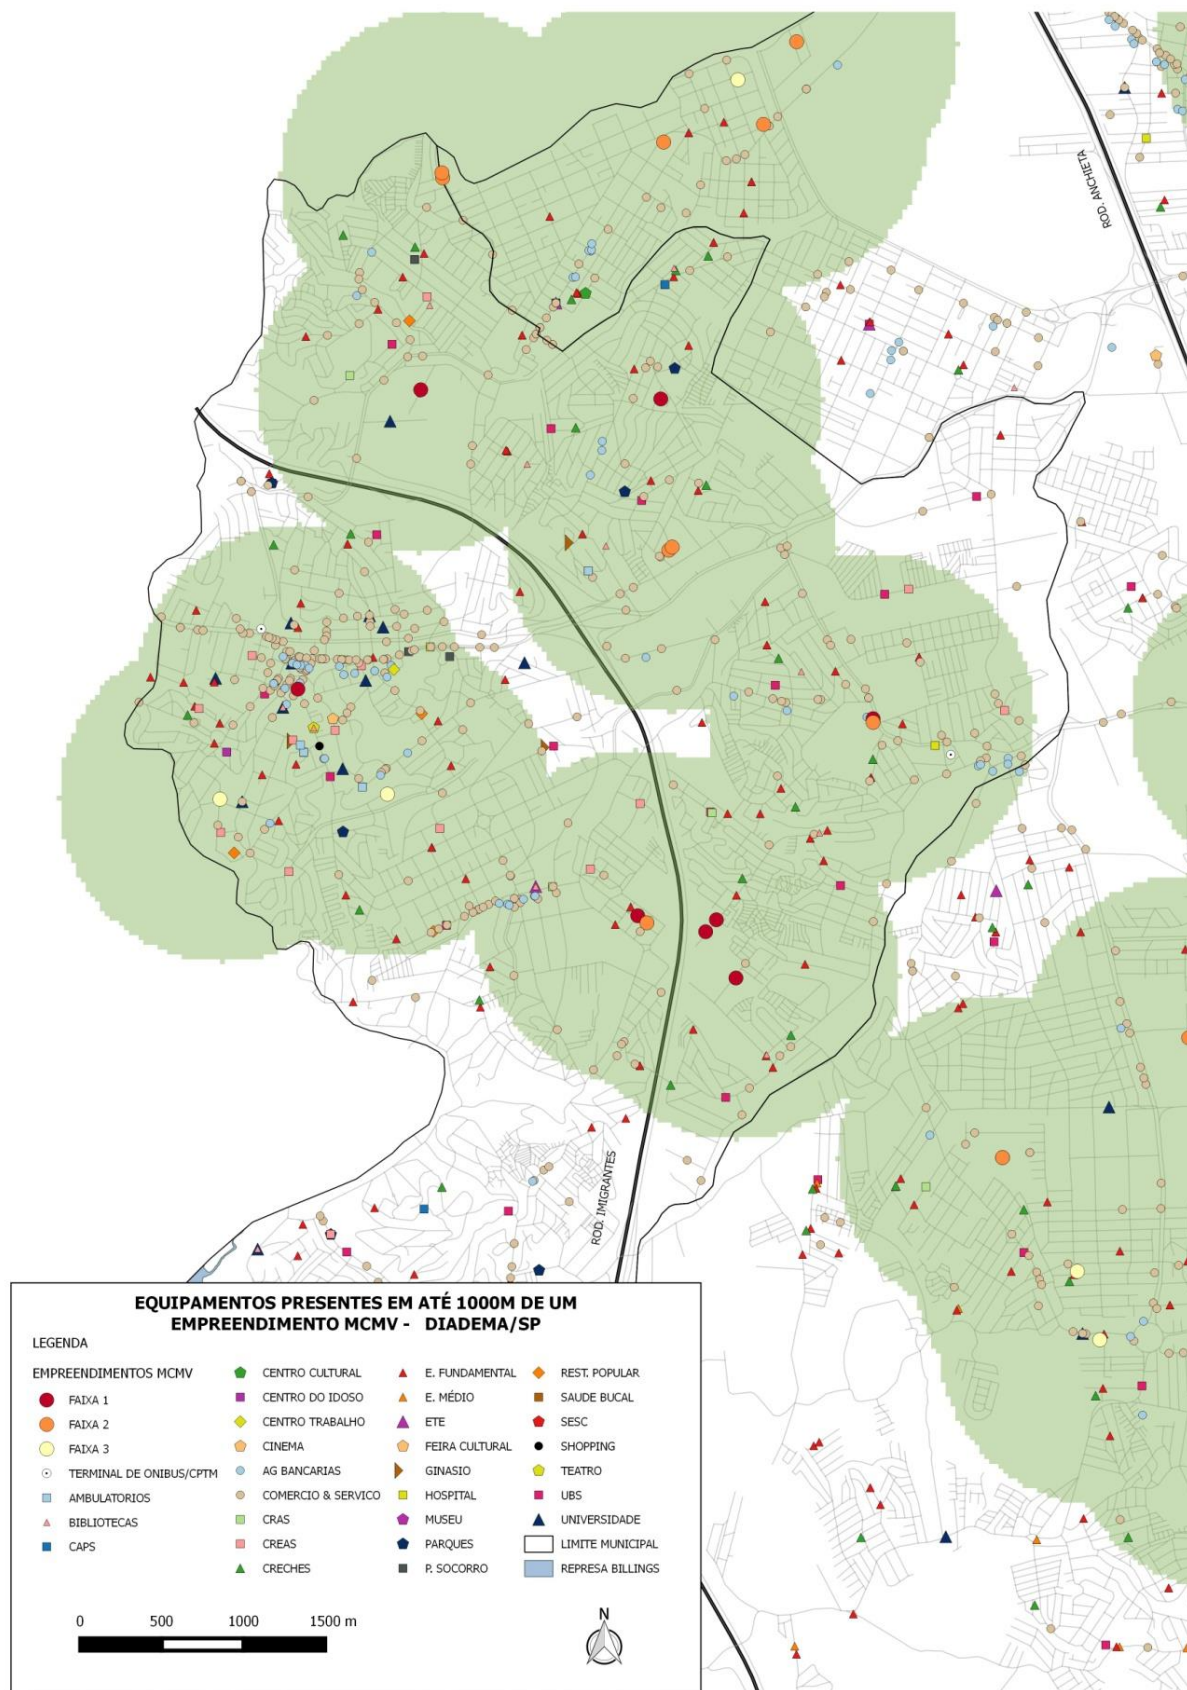 ROD. ANCHIETA
ROD. IMIGRANTES
EQUIPAMENTOS PRESENTES EM ATÉ 1000M DE UM
EMPREENDIMENTO MCMV - DIADEMA/SP
LEGENDA
EMPREENDIMENTOS MCMV
FAIXA 1
FAIXA 2
FAIXA 3
TERMINAL DE ONIBUS/CPTM
AMBULATORIOS
BIBLIOTECAS
CAPS
CENTRO CULTURAL
CENTRO DO IDOSO
CENTRO TRABALHO
CINEMA
AG BANCARIAS
COMERCIO & SERVICO
CRAS
CREAS
CRECHES
E. FUNDAMENTAL
E. MÉDIO
ETE
FEIRA CULTURAL
GINASIO
HOSPITAL
MUSEU
PARQUES
P. SOCORRO
REST. POPULAR
SAUDE BUCAL
SESC
SHOPPING
TEATRO
UBS
UNIVERSIDADE
LIMITE MUNICIPAL
REPRESA BILLINGS
0 500 1000 1500 m
N